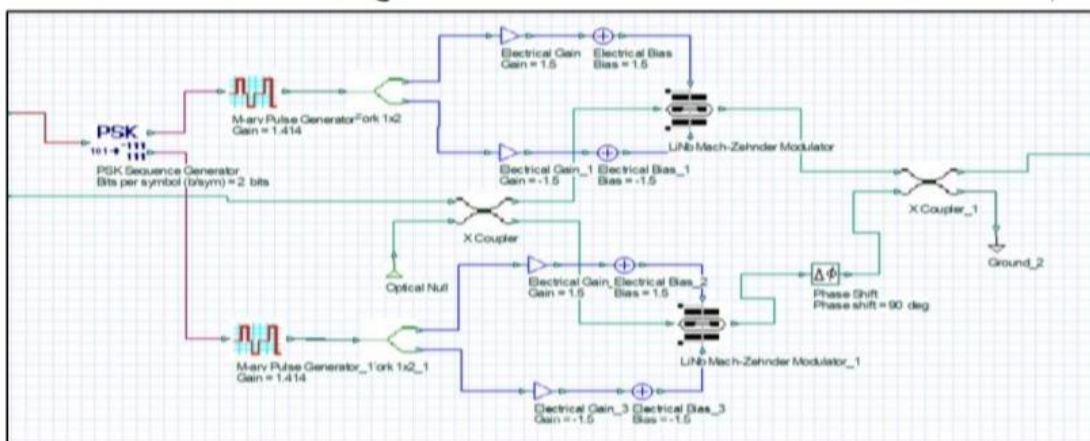 Electrical Gain
Gain = 1.5
Electrical Bias
Bias = 1.5
M-ary Pulse Generator
Gain = 1.414
Fork 1x2
LiNb Mach-Zehnder Modulator
PSK
101
PSK Sequence Generator
Bits per symbol (b/sym) = 2 bits
Electrical Gain_1
Gain = -1.5
Electrical Bias_1
Bias = -1.5
X Coupler_1
X Coupler
Optical Null
Ground_2
Electrical Gain_
Gain = 1.5
Electrical Bias_2
Bias = 1.5
ΔΦ
Phase Shift
Phase shift = 90 deg
M-ary Pulse Generator_1
Gain = 1.414
Fork 1x2_1
LiNb Mach-Zehnder Modulator_1
Electrical Gain_3
Gain = -1.5
Electrical Bias_3
Bias = -1.5